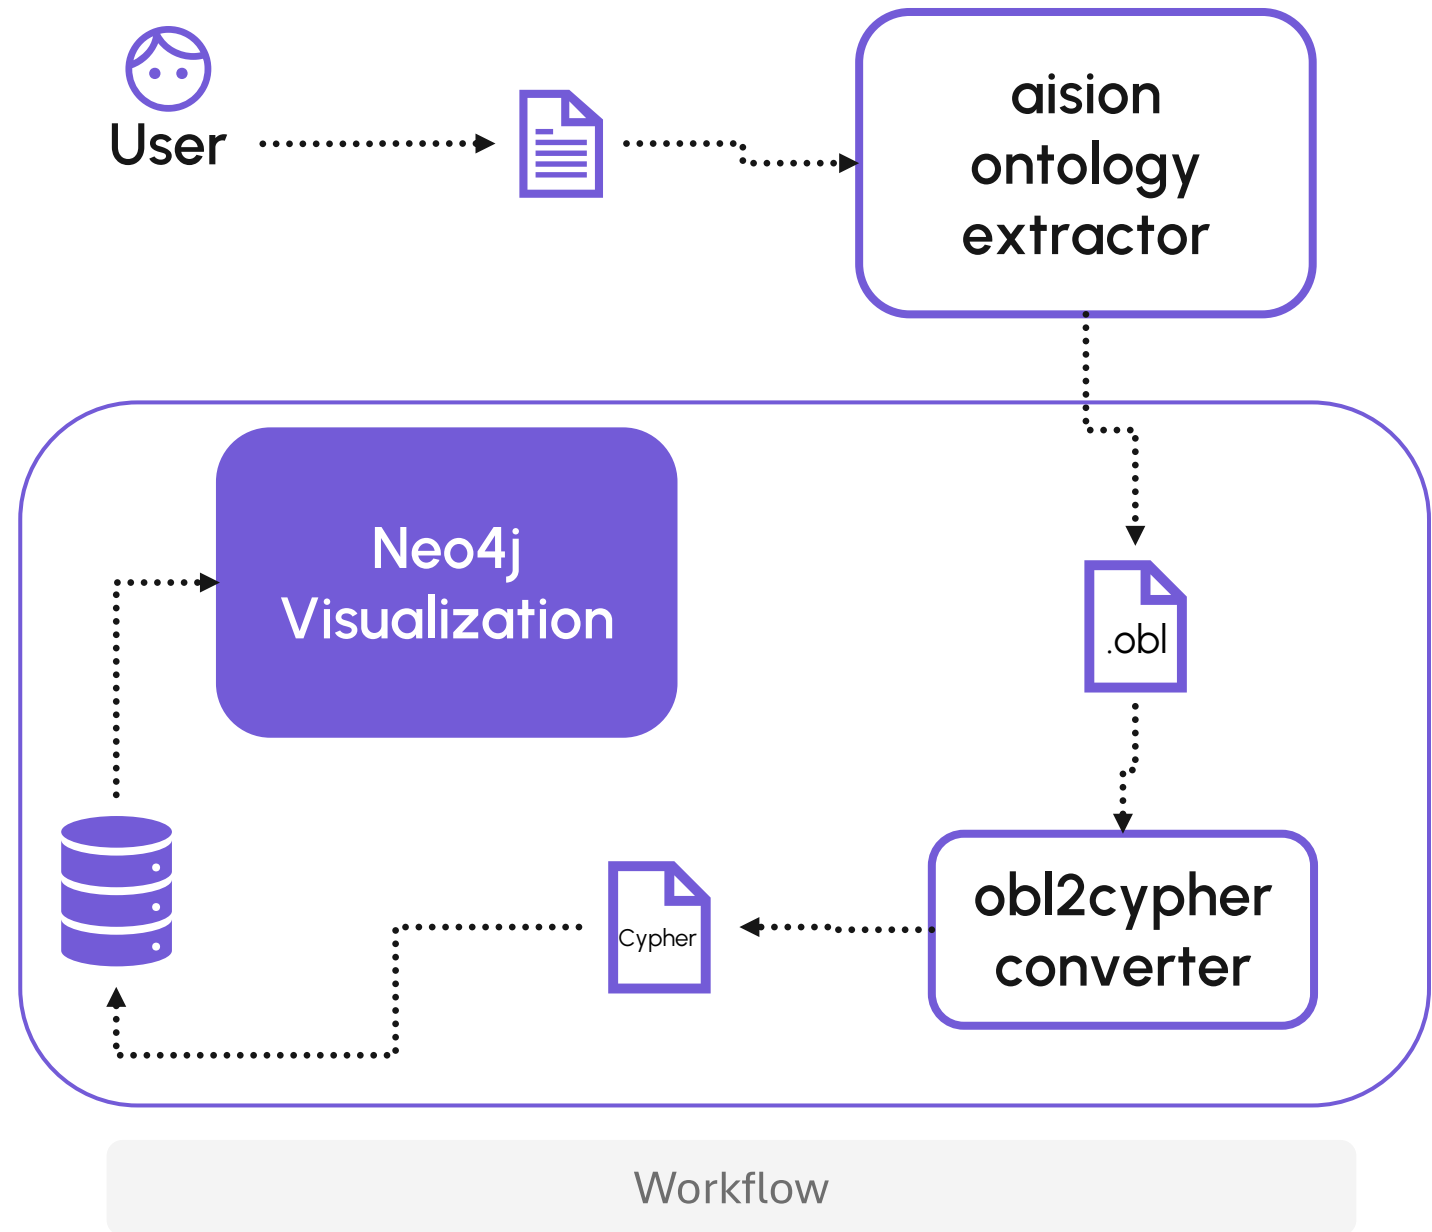 User
aision
ontology
extractor
Neo4j
Visualization
.obl
obl2cypher
converter
Cypher
Workflow